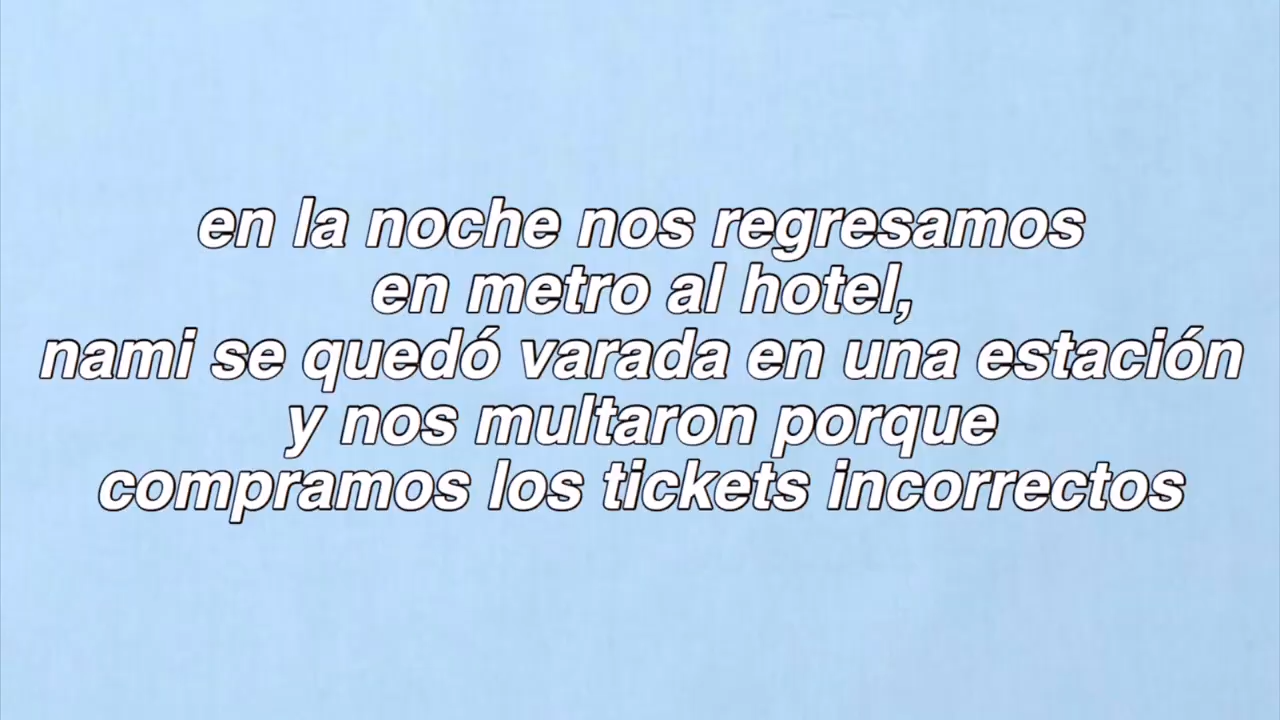 en la noche nos regresamos
en metro al hotel,
nami se quedó varada en una estación
y nos multaron porque
compramos los tickets incorrectos